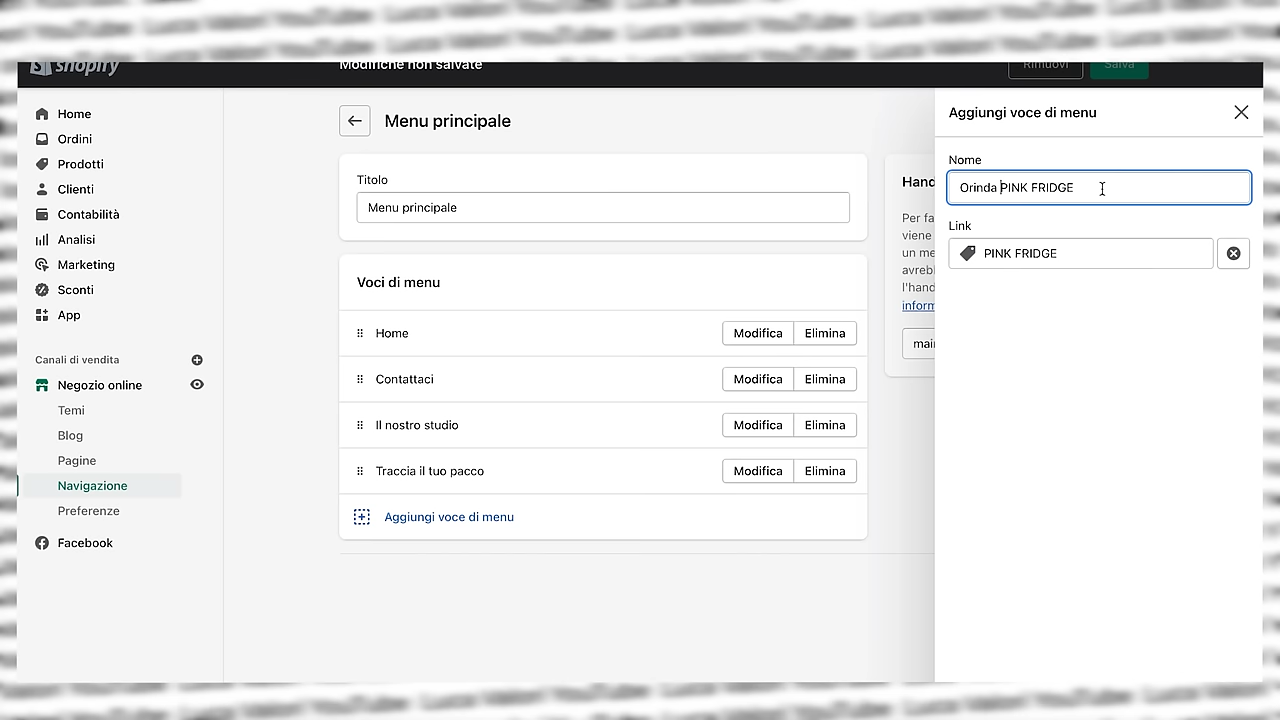 shopify
Modifiche non salvate
Rimuovi
Salva
Home
Ordini
Prodotti
Clienti
Contabilità
Analisi
Marketing
Sconti
App
Canali di vendita
Negozio online
Temi
Blog
Pagine
Navigazione
Preferenze
Facebook
Menu principale
Titolo
Menu principale
Voci di menu
Home
Modifica
Elimina
Contattaci
Modifica
Elimina
Il nostro studio
Modifica
Elimina
Traccia il tuo pacco
Modifica
Elimina
Aggiungi voce di menu
Hand
Per fa
viene
un me
avreb
l'hand
inform
main
Aggiungi voce di menu
Nome
Orinda PINK FRIDGE
Link
PINK FRIDGE